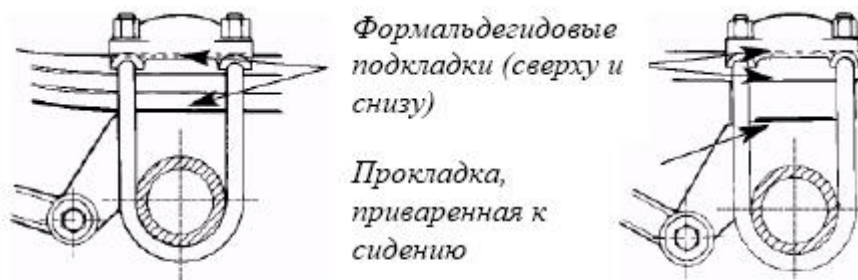 Формальдегидовые
подкладки (сверху и
снизу)
Прокладка,
приваренная к
сидению